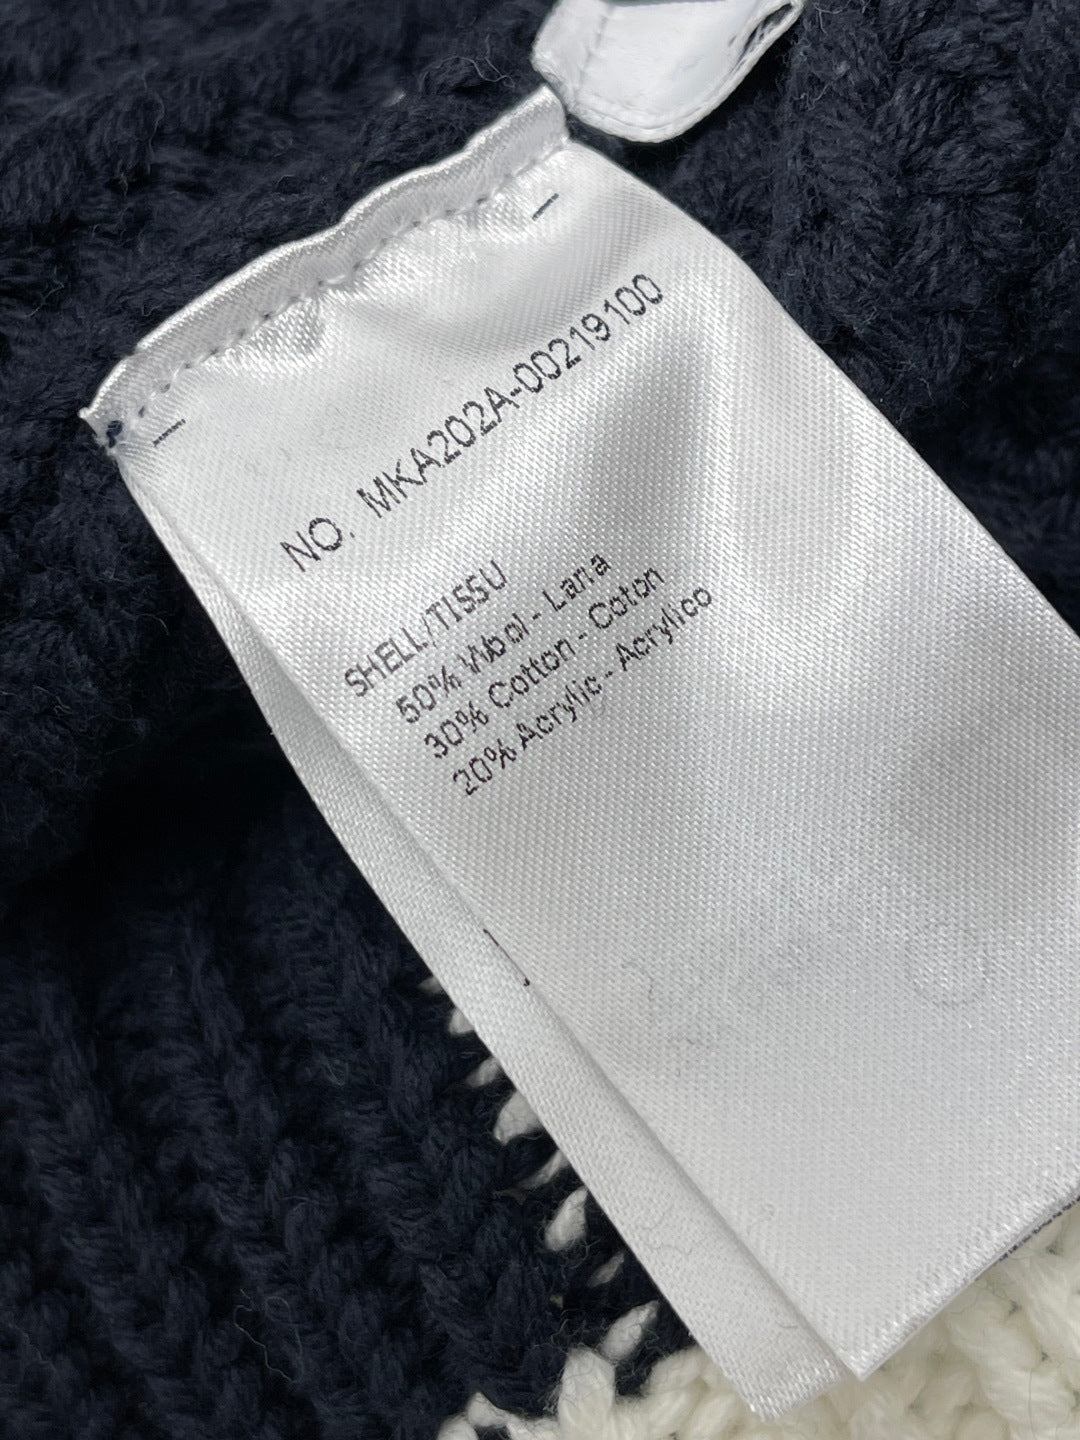 NO. MKA202A-00219100
SHELL/TISSU
50% Wool - Lana
30% Cotton - Coton
20% Acrylic - Acrylico